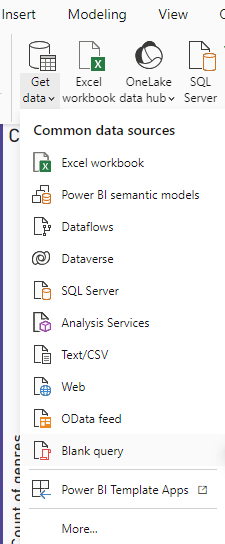 Insert Modeling View
Get Excel OneLake SQL
data workbook data hub Server
C
Common data sources
Excel workbook
Power BI semantic models
Dataflows
Dataverse
SQL Server
Analysis Services
Text/CSV
Web
OData feed
Blank query
Power BI Template Apps
More...
Count of genres